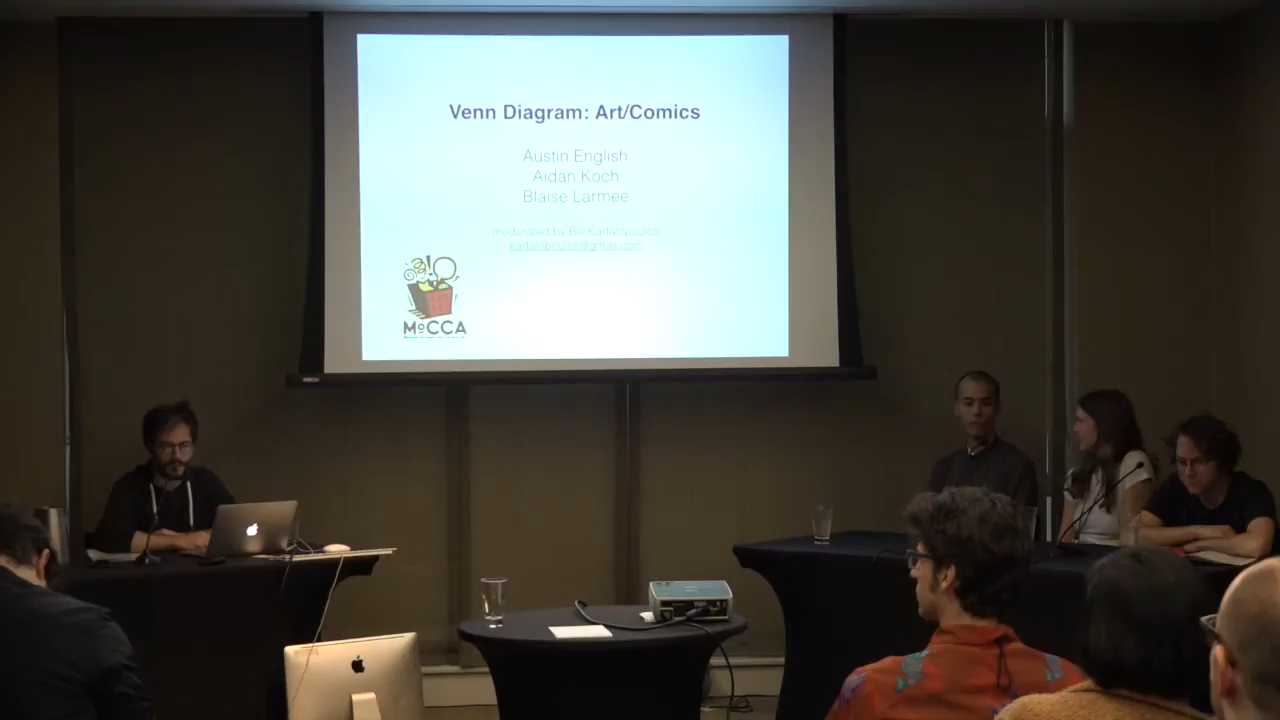 Venn Diagram: Art/Comics
Austin English
Aidan Koch
Blaise Larmee
moderated by Bill Kartalopoulos
kartalopoulos@gmail.com
MoCCA